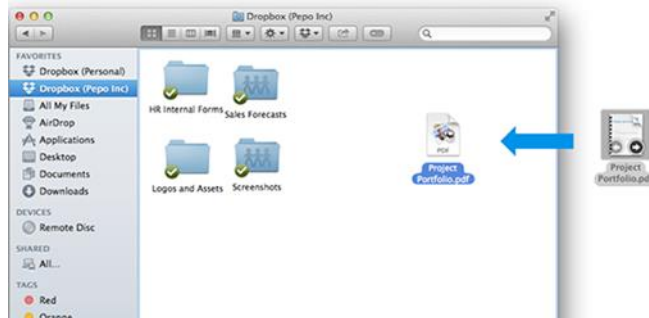 Dropbox (Pepo Inc)
FAVORITES
Dropbox (Personal)
Dropbox (Pepo Inc)
All My Files
AirDrop
Applications
Desktop
Documents
Downloads
DEVICES
Remote Disc
SHARED
All...
TAGS
Red
Orange
HR Internal Forms
Sales Forecasts
Logos and Assets
Screenshots
PDF
Project
Portfolio.pdf
Project
Portfolio.pd